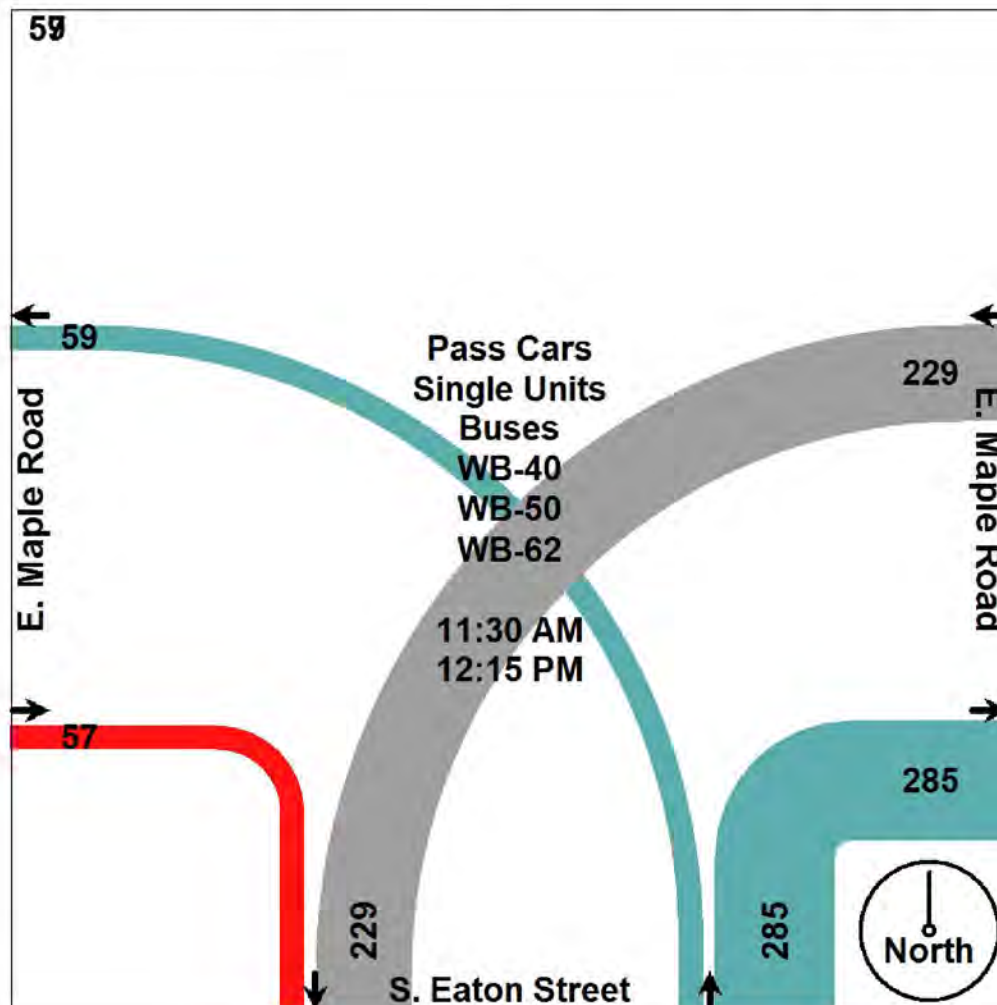 59
229
Pass Cars
Single Units
Buses
WB-40
WB-50
WB-62
E. Maple Road
E. Maple Road
11:30 AM
12:15 PM
57
285
229
285
North
S. Eaton Street